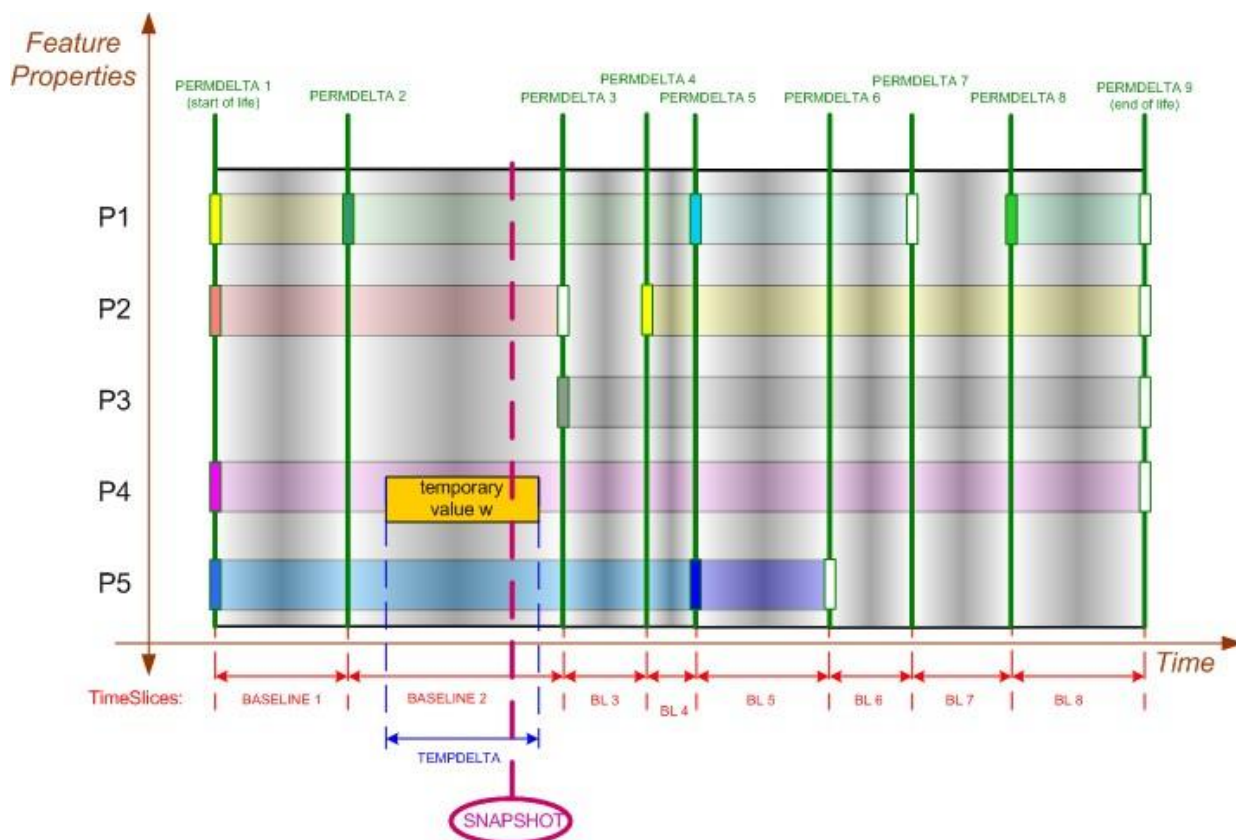 Feature
Properties
PERMDELTA 1
(start of life)
PERMDELTA 2
PERMDELTA 3
PERMDELTA 4
PERMDELTA 5
PERMDELTA 6
PERMDELTA 7
PERMDELTA 8
PERMDELTA 9
(end of life)
P1
P2
P3
P4
temporary
value w
P5
Time
TimeSlices:
BASELINE 1
BASELINE 2
BL 3
BL 4
BL 5
BL 6
BL 7
BL 8
TEMPDELTA
SNAPSHOT